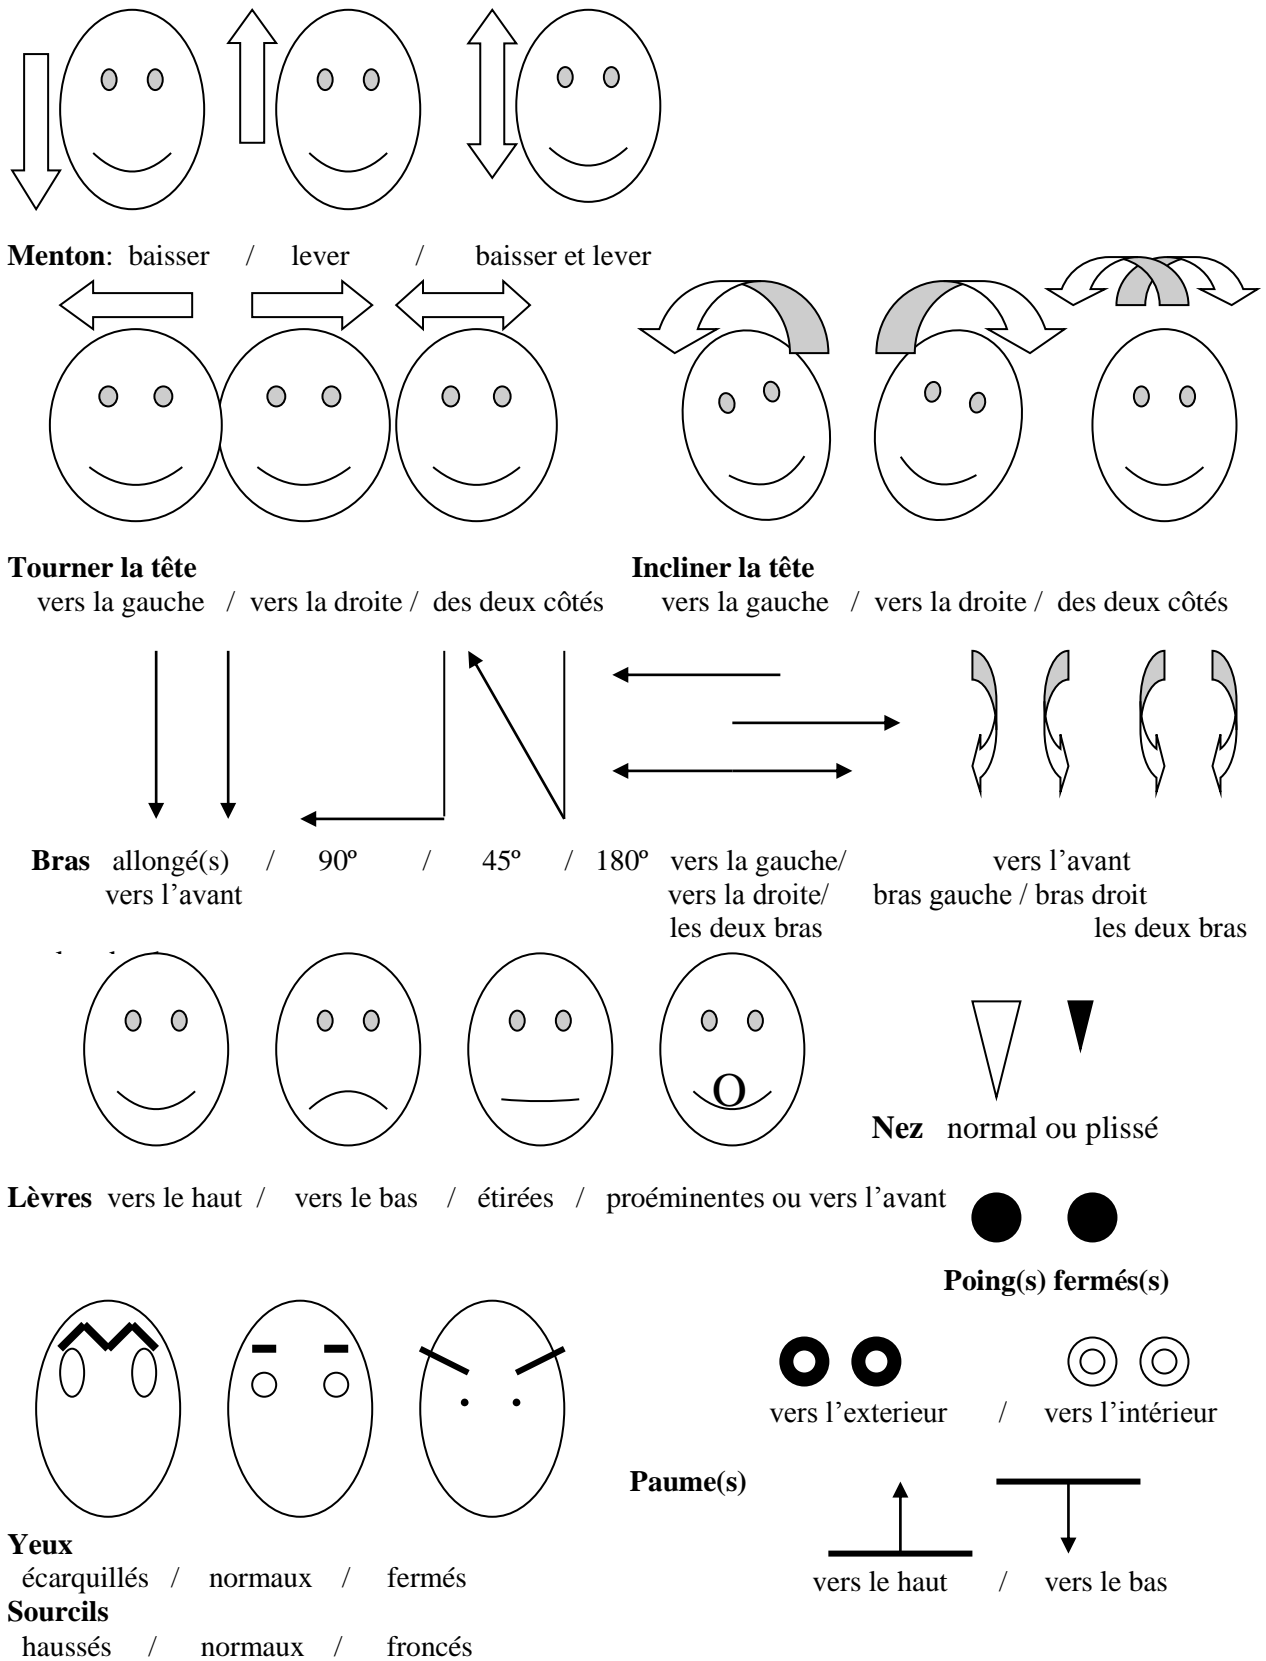 Menton: baisser / lever / baisser et lever
Tourner la tête
vers la gauche / vers la droite / des deux côtés
Incliner la tête
vers la gauche / vers la droite / des deux côtés
Bras allongé(s) / 90º / 45º / 180º vers la gauche/ vers l’avant
vers l’avant vers la droite/ bras gauche / bras droit
les deux bras les deux bras
O
Nez normal ou plissé
Lèvres vers le haut / vers le bas / étirées / proéminentes ou vers l’avant
Poing(s) fermés(s)
vers l’exterieur / vers l’intérieur
Paume(s)
vers le haut / vers le bas
Yeux
écarquillés / normaux / fermés
Sourcils
haussés / normaux / froncés